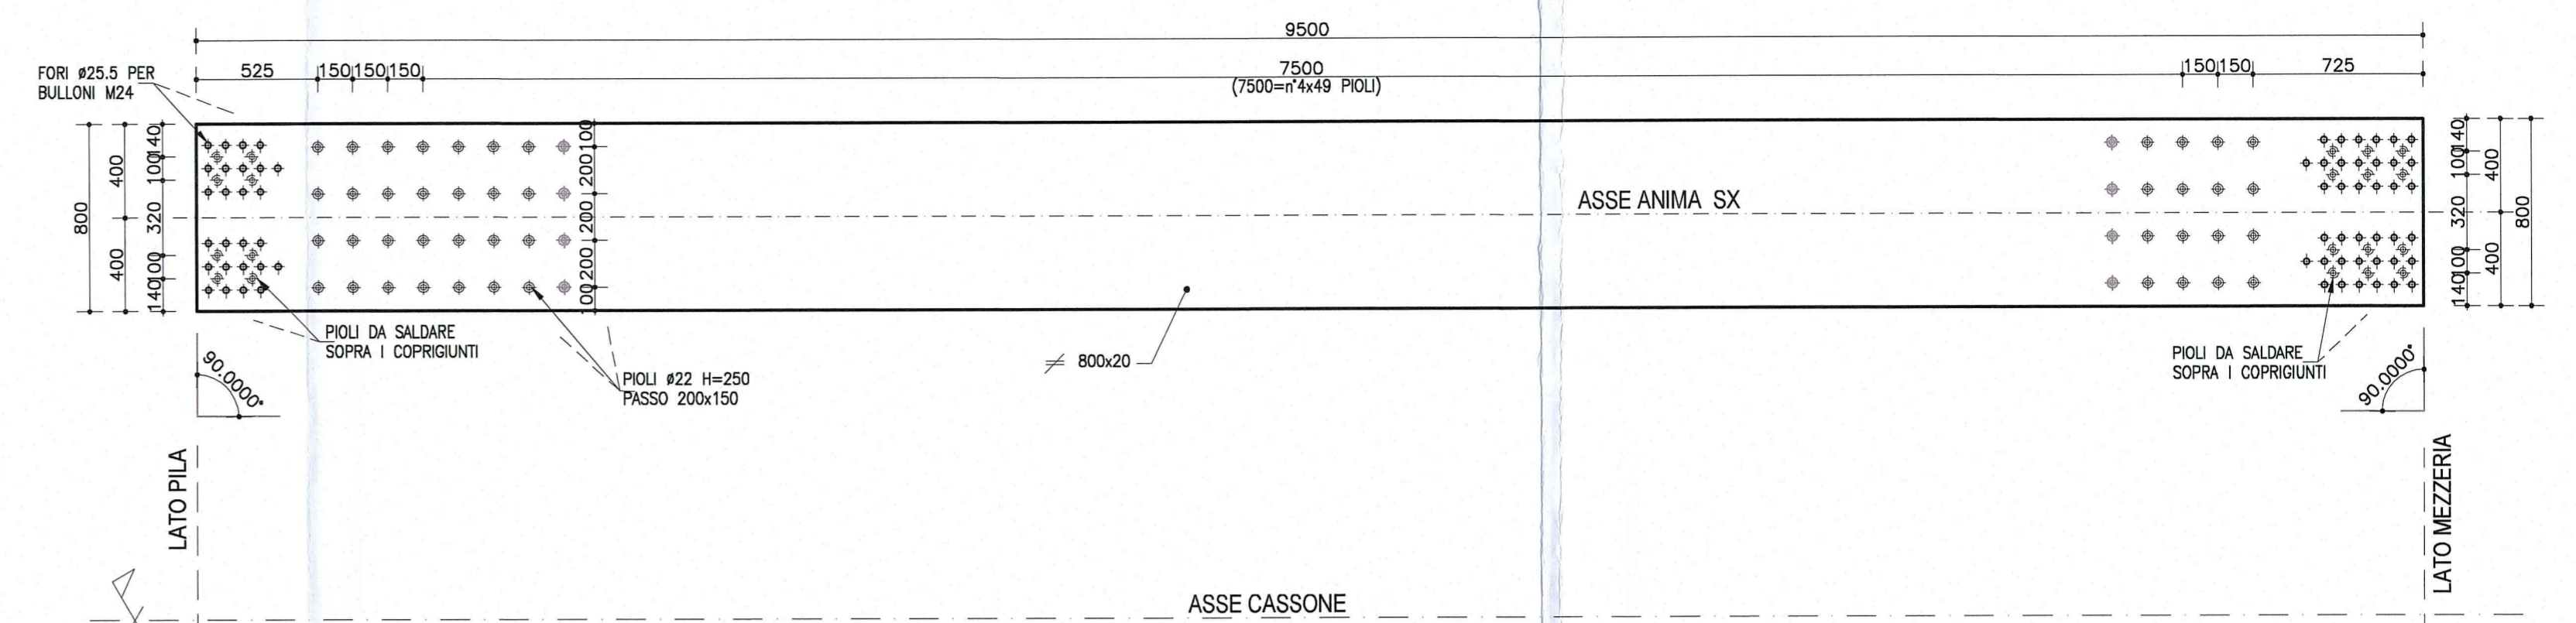 9500
525
150
150
150
7500
(7500=n°4x49 PIOLI)
150
150
725
FORI Ø25.5 PER
BULLONI M24
800
400
400
140
100
320
100
140
100
200
200
200
100
ASSE ANIMA SX
140
100
320
100
140
400
400
800
PIOLI DA SALDARE
SOPRA I COPRIGIUNTI
PIOLI Ø22 H=250
PASSO 200x150
800x20
PIOLI DA SALDARE
SOPRA I COPRIGIUNTI
90.0000°
90.0000°
LATO PILA
LATO MEZZERIA
ASSE CASSONE